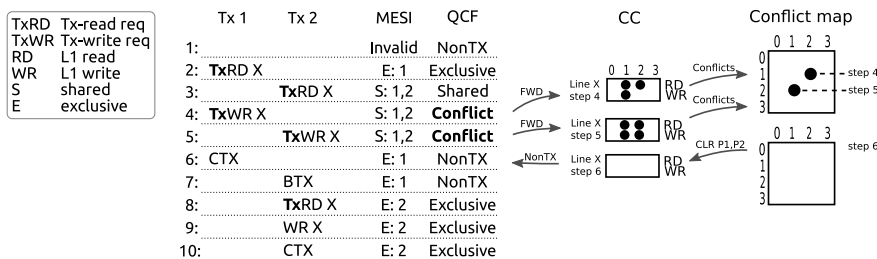 TxRD Tx-read req
TxWR Tx-write req
RD L1 read
WR L1 write
S shared
E exclusive
Tx 1 Tx 2 MESI QCF
1: Invalid NonTX
2: TxRD X E: 1 Exclusive
3: TxRD X S: 1,2 Shared
4: TxWR X S: 1,2 Conflict
5: TxWR X S: 1,2 Conflict
6: CTX E: 1 NonTX
7: BTX E: 1 NonTX
8: TxRD X E: 2 Exclusive
9: WR X E: 2 Exclusive
10: CTX E: 2 Exclusive
CC
0 1 2 3
FWD Line X RD Conflicts
step 4 WR
FWD Line X RD Conflicts
step 5 WR
NonTX Line X RD CLR P1,P2
step 6 WR
Conflict map
0 1 2 3
0
1 step 4
2 step 5
3
0 1 2 3
0 step 6
1
2
3